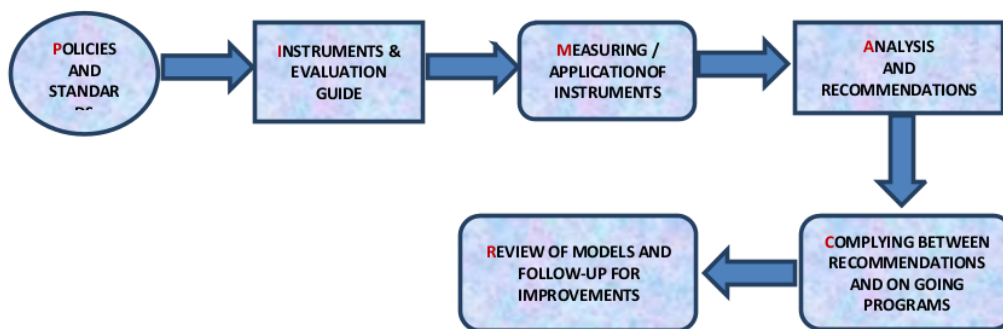 POLICIES
AND
STANDAR
DS
INSTRUMENTS &
EVALUATION
GUIDE
MEASURING /
APPLICATIONOF
INSTRUMENTS
ANALYSIS
AND
RECOMMENDATIONS
COMPLYING BETWEEN
RECOMMENDATIONS
AND ON GOING
PROGRAMS
REVIEW OF MODELS AND
FOLLOW-UP FOR
IMPROVEMENTS